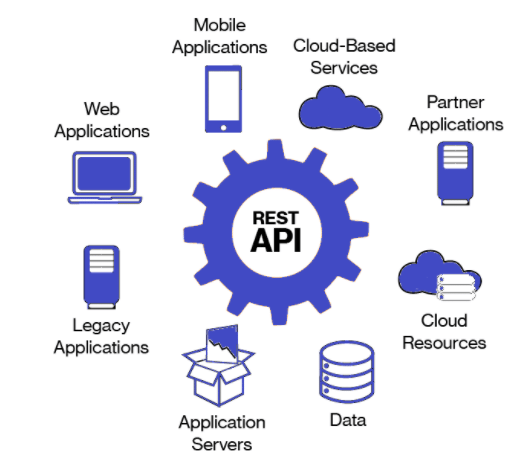 Mobile
Applications
Cloud-Based
Services
Web
Applications
Partner
Applications
REST
API
Legacy
Applications
Cloud
Resources
Application
Servers
Data